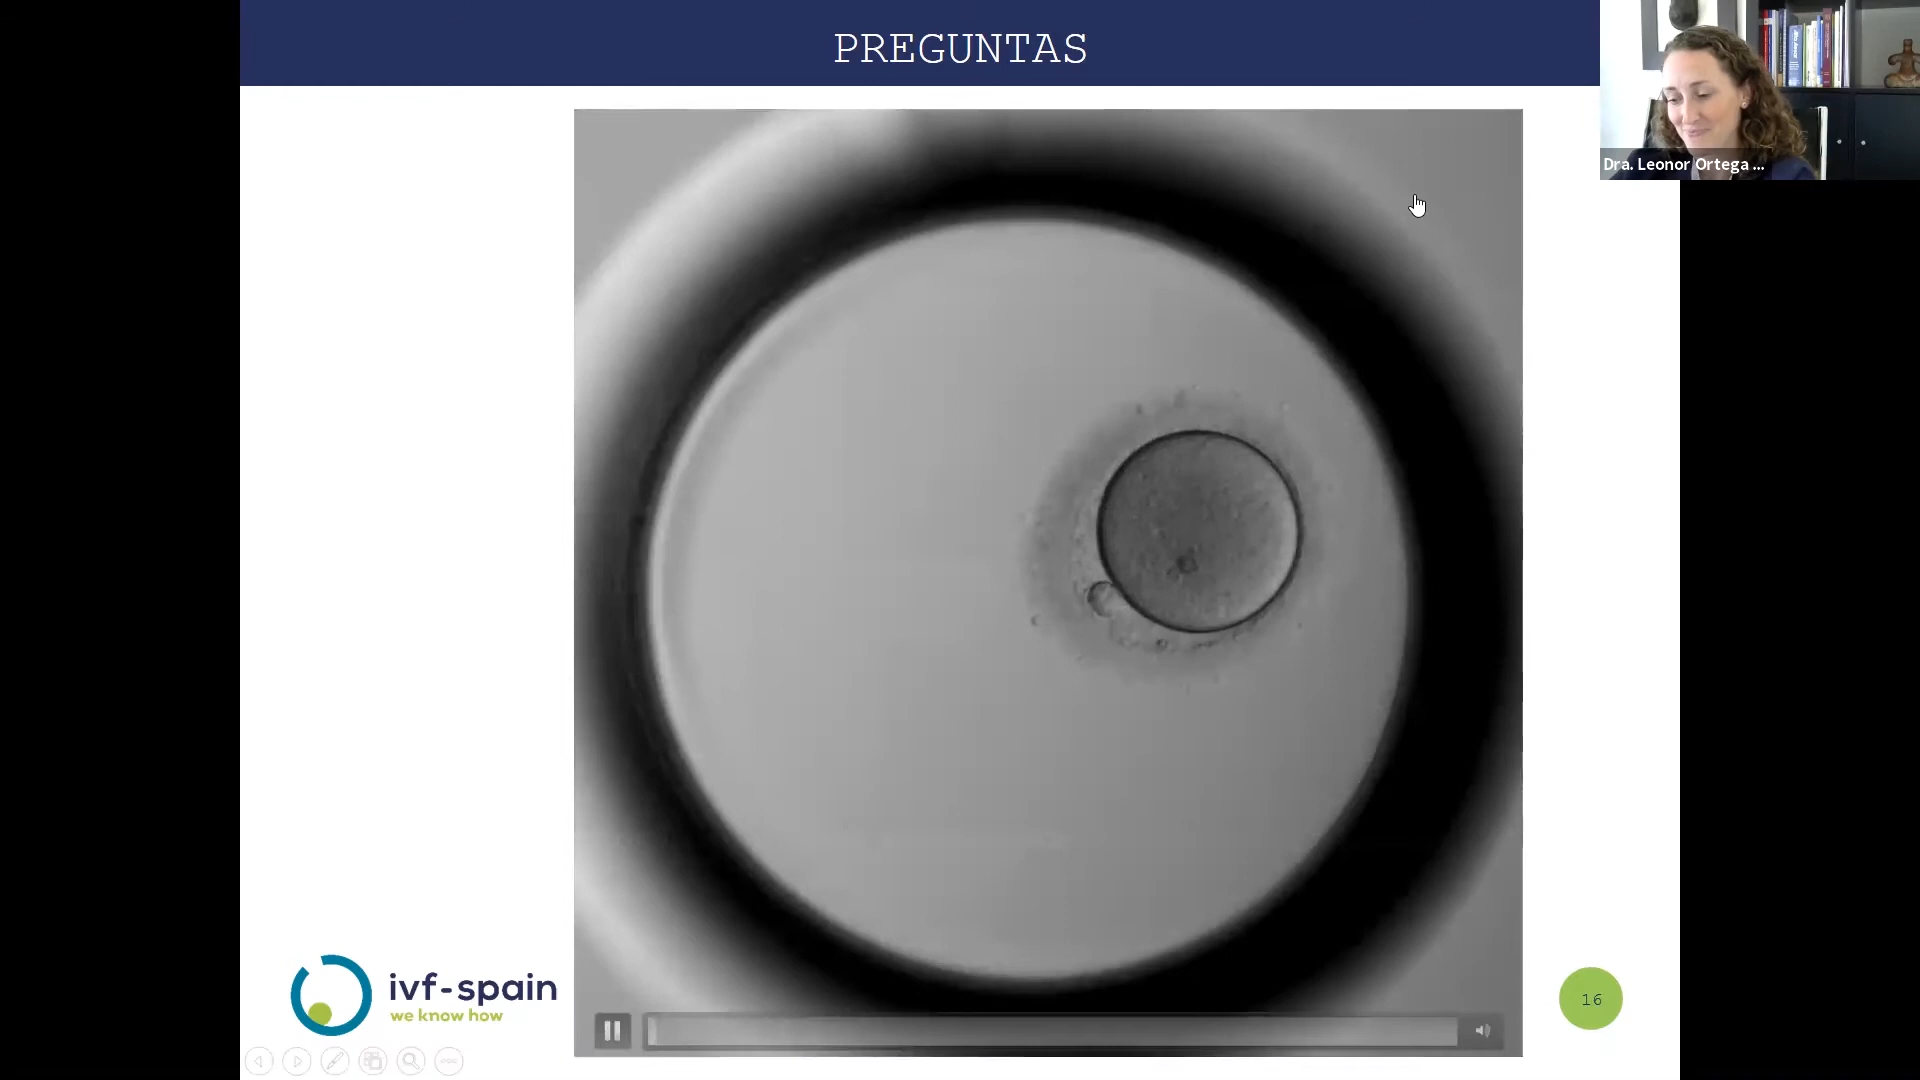 PREGUNTAS
Dra. Leonor Ortega ...
ivf-spain
we know how
16